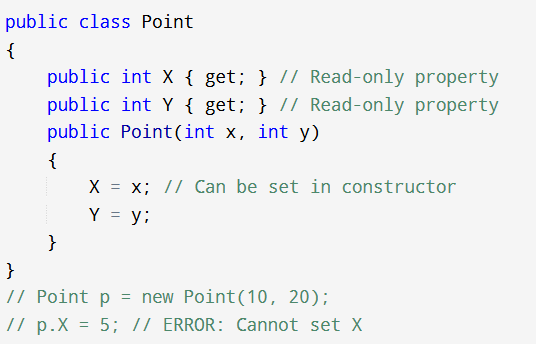 public class Point
{
    public int X { get; } // Read-only property
    public int Y { get; } // Read-only property
    public Point(int x, int y)
    {
        X = x; // Can be set in constructor
        Y = y;
    }
}
// Point p = new Point(10, 20);
// p.X = 5; // ERROR: Cannot set X